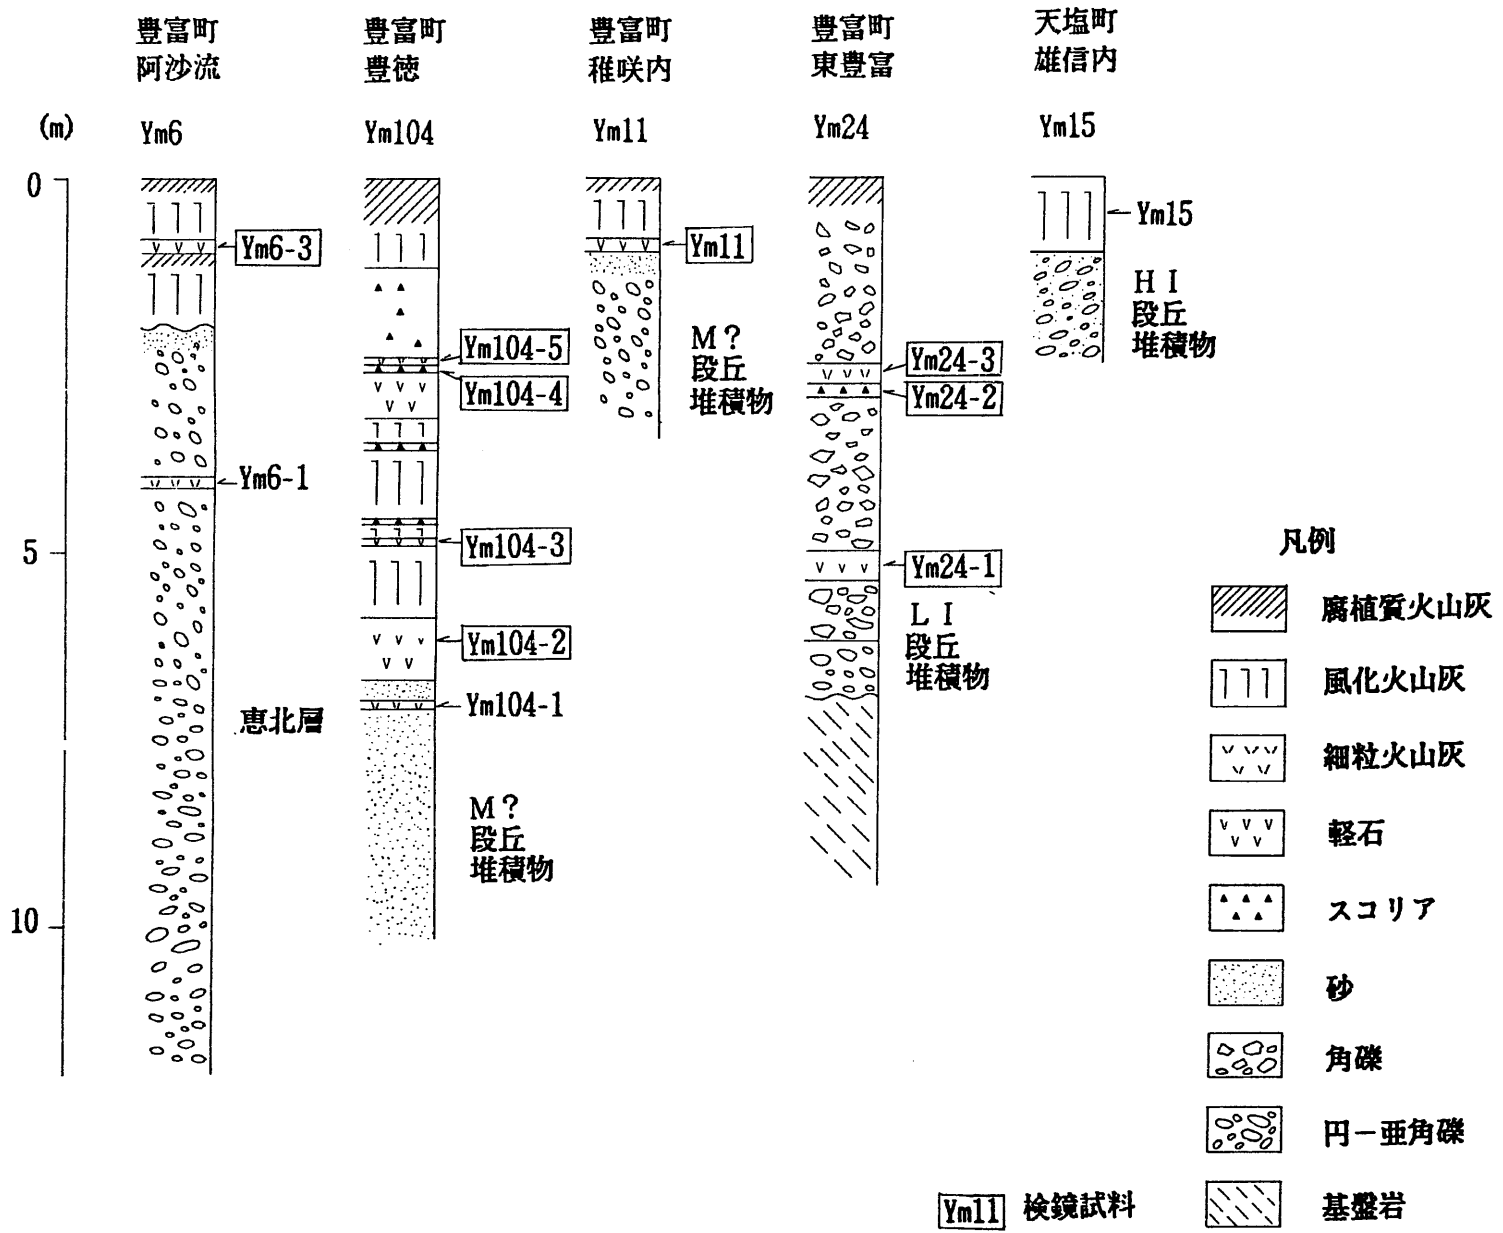 豊富町
阿沙流
豊富町
豊徳
豊富町
稚咲内
豊富町
東豊富
天塩町
雄信内
(m)
Ym6
Ym104
Ym11
Ym24
Ym15
0
5
10
Ym6-3
Ym6-1
恵北層
Ym104-5
Ym104-4
Ym104-3
Ym104-2
Ym104-1
M?
段丘
堆積物
Ym11
M?
段丘
堆積物
Ym24-3
Ym24-2
Ym24-1
LI
段丘
堆積物
Ym15
HI
段丘
堆積物
凡例
腐植質火山灰
風化火山灰
細粒火山灰
軽石
スコリア
砂
角礫
円−亜角礫
基盤岩
Ym11 検鏡試料